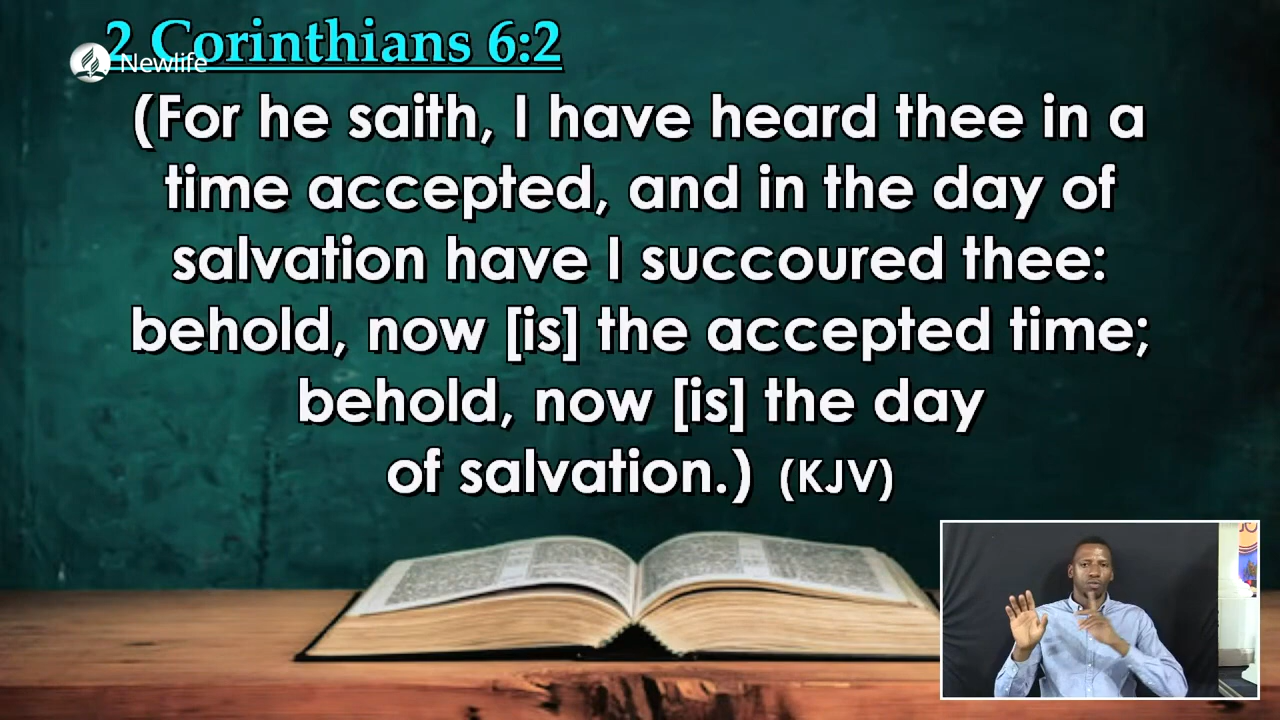 2 Corinthians 6:2
Newlife
(For he saith, I have heard thee in a
time accepted, and in the day of
salvation have I succoured thee:
behold, now [is] the accepted time;
behold, now [is] the day
of salvation.) (KJV)